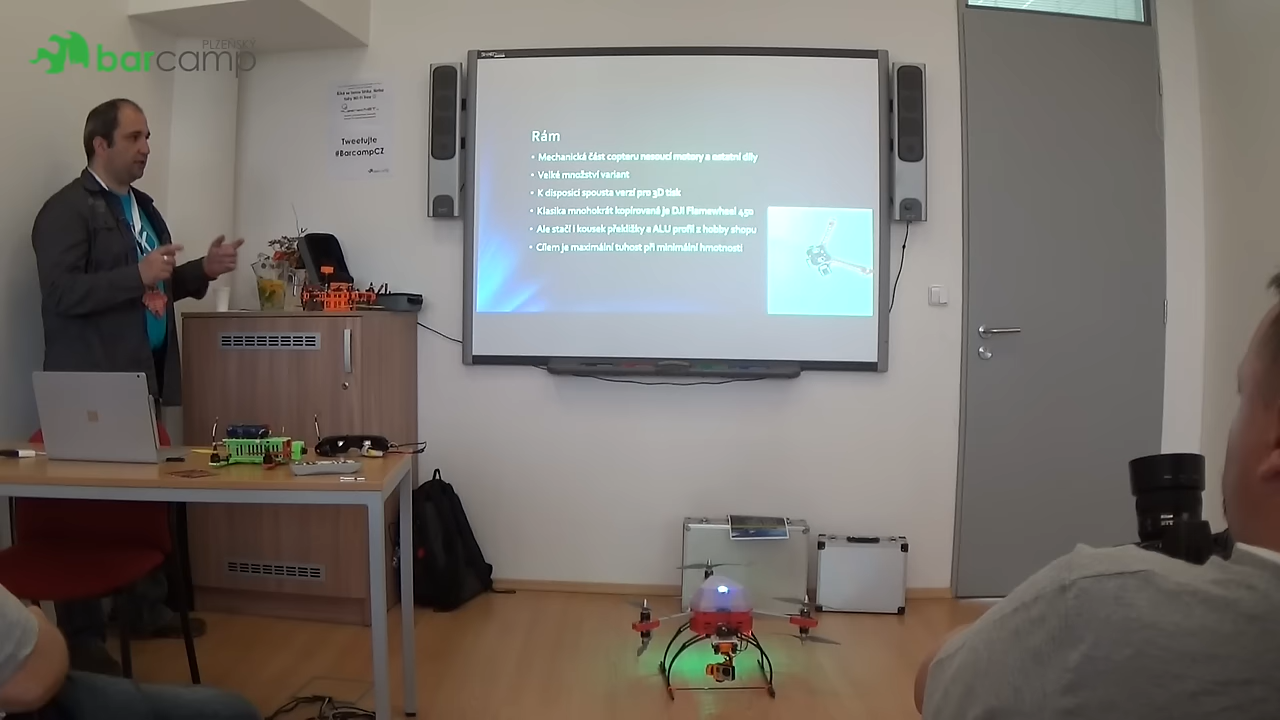 PLZEŇSKÝ
barcamp
Tweetujte
#BarcampCZ
Rám
• Mechanická část copteru nesoucí motory a ostatní díly
• Velké množství variant
• K dispozici spousta verzí pro 3D tisk
• Klasika mnohokrát kopírovaná je DJI Flamewheel 450
• Ale stačí i kousek překližky a ALU profil z hobby shopu
• Cílem je maximální tuhost při minimální hmotnosti